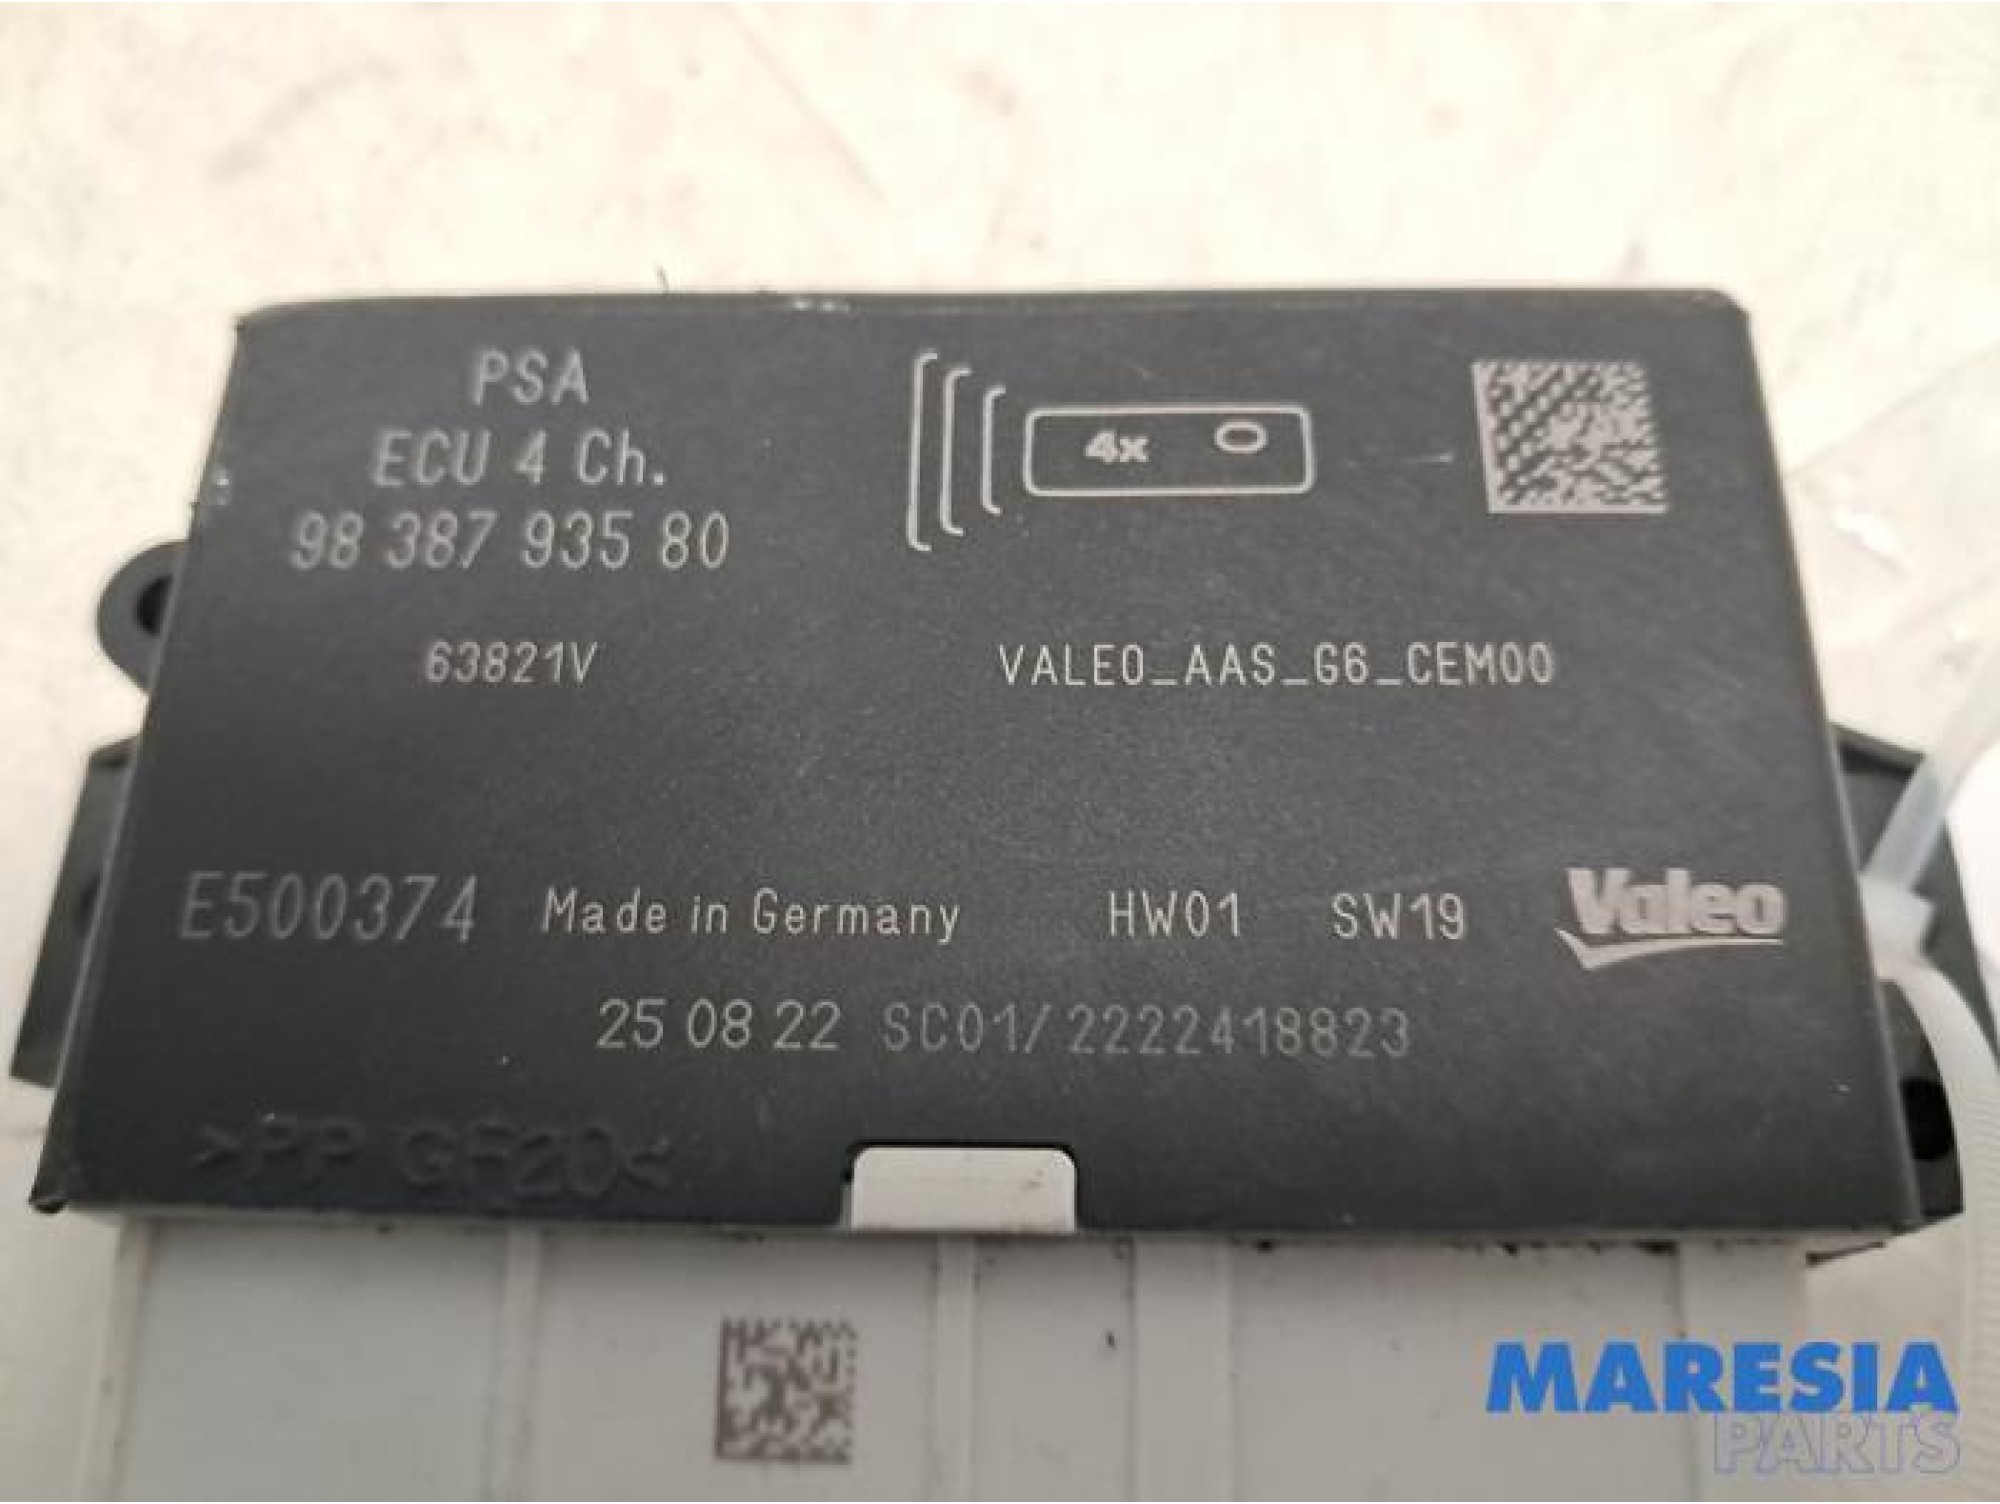 PSA
ECU 4 Ch.
98 387 935 80
4x
63821V
VALEO_AAS_G6_CEM00
E500374 Made in Germany HW01 SW19 Valeo
25 08 22 SC01/2222418823
>PP GF20<
MARESIA
PARTS